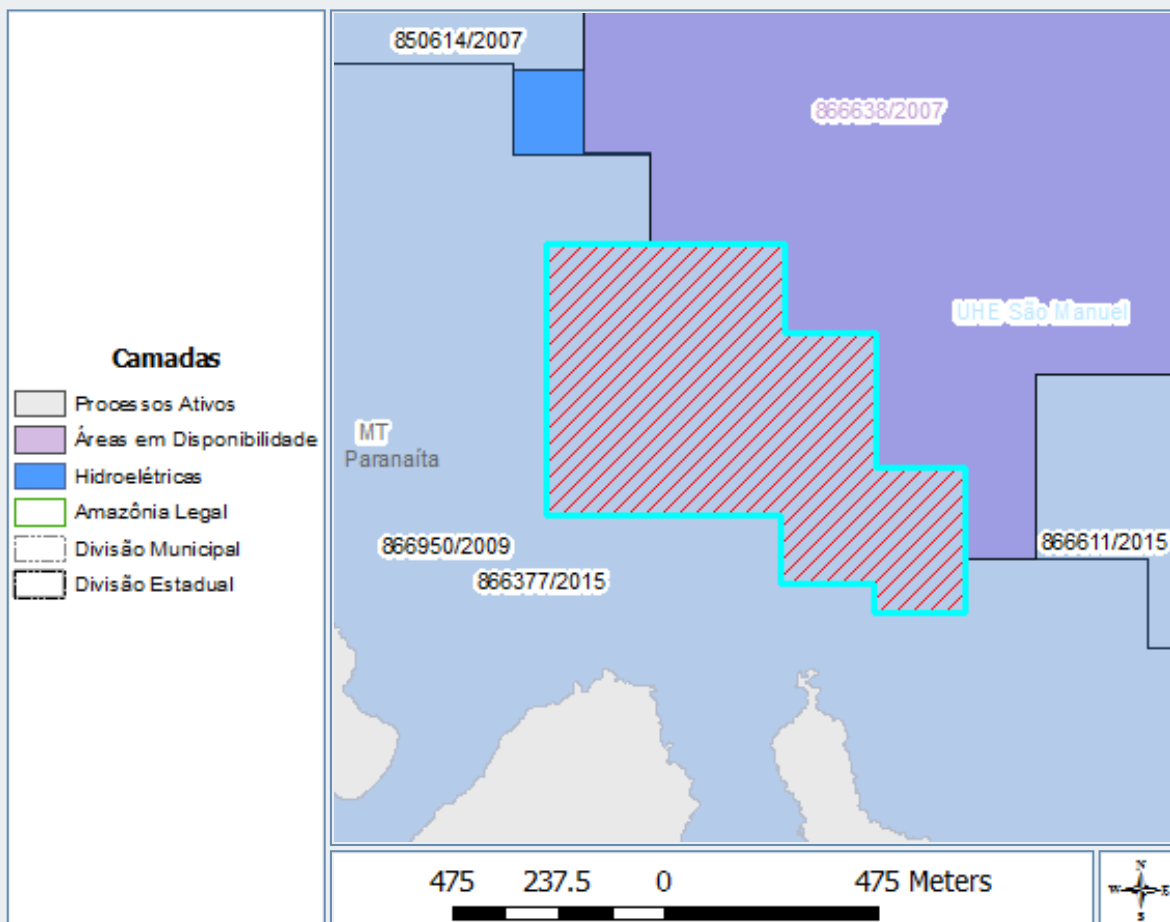 Camadas
Processos Ativos
Áreas em Disponibilidade
Hidroelétricas
Amazônia Legal
Divisão Municipal
Divisão Estadual
850614/2007
866638/2007
UHE São Manuel
MT
Paranaíta
866950/2009
866611/2015
866377/2015
475 237.5 0 475 Meters
N
W E
S